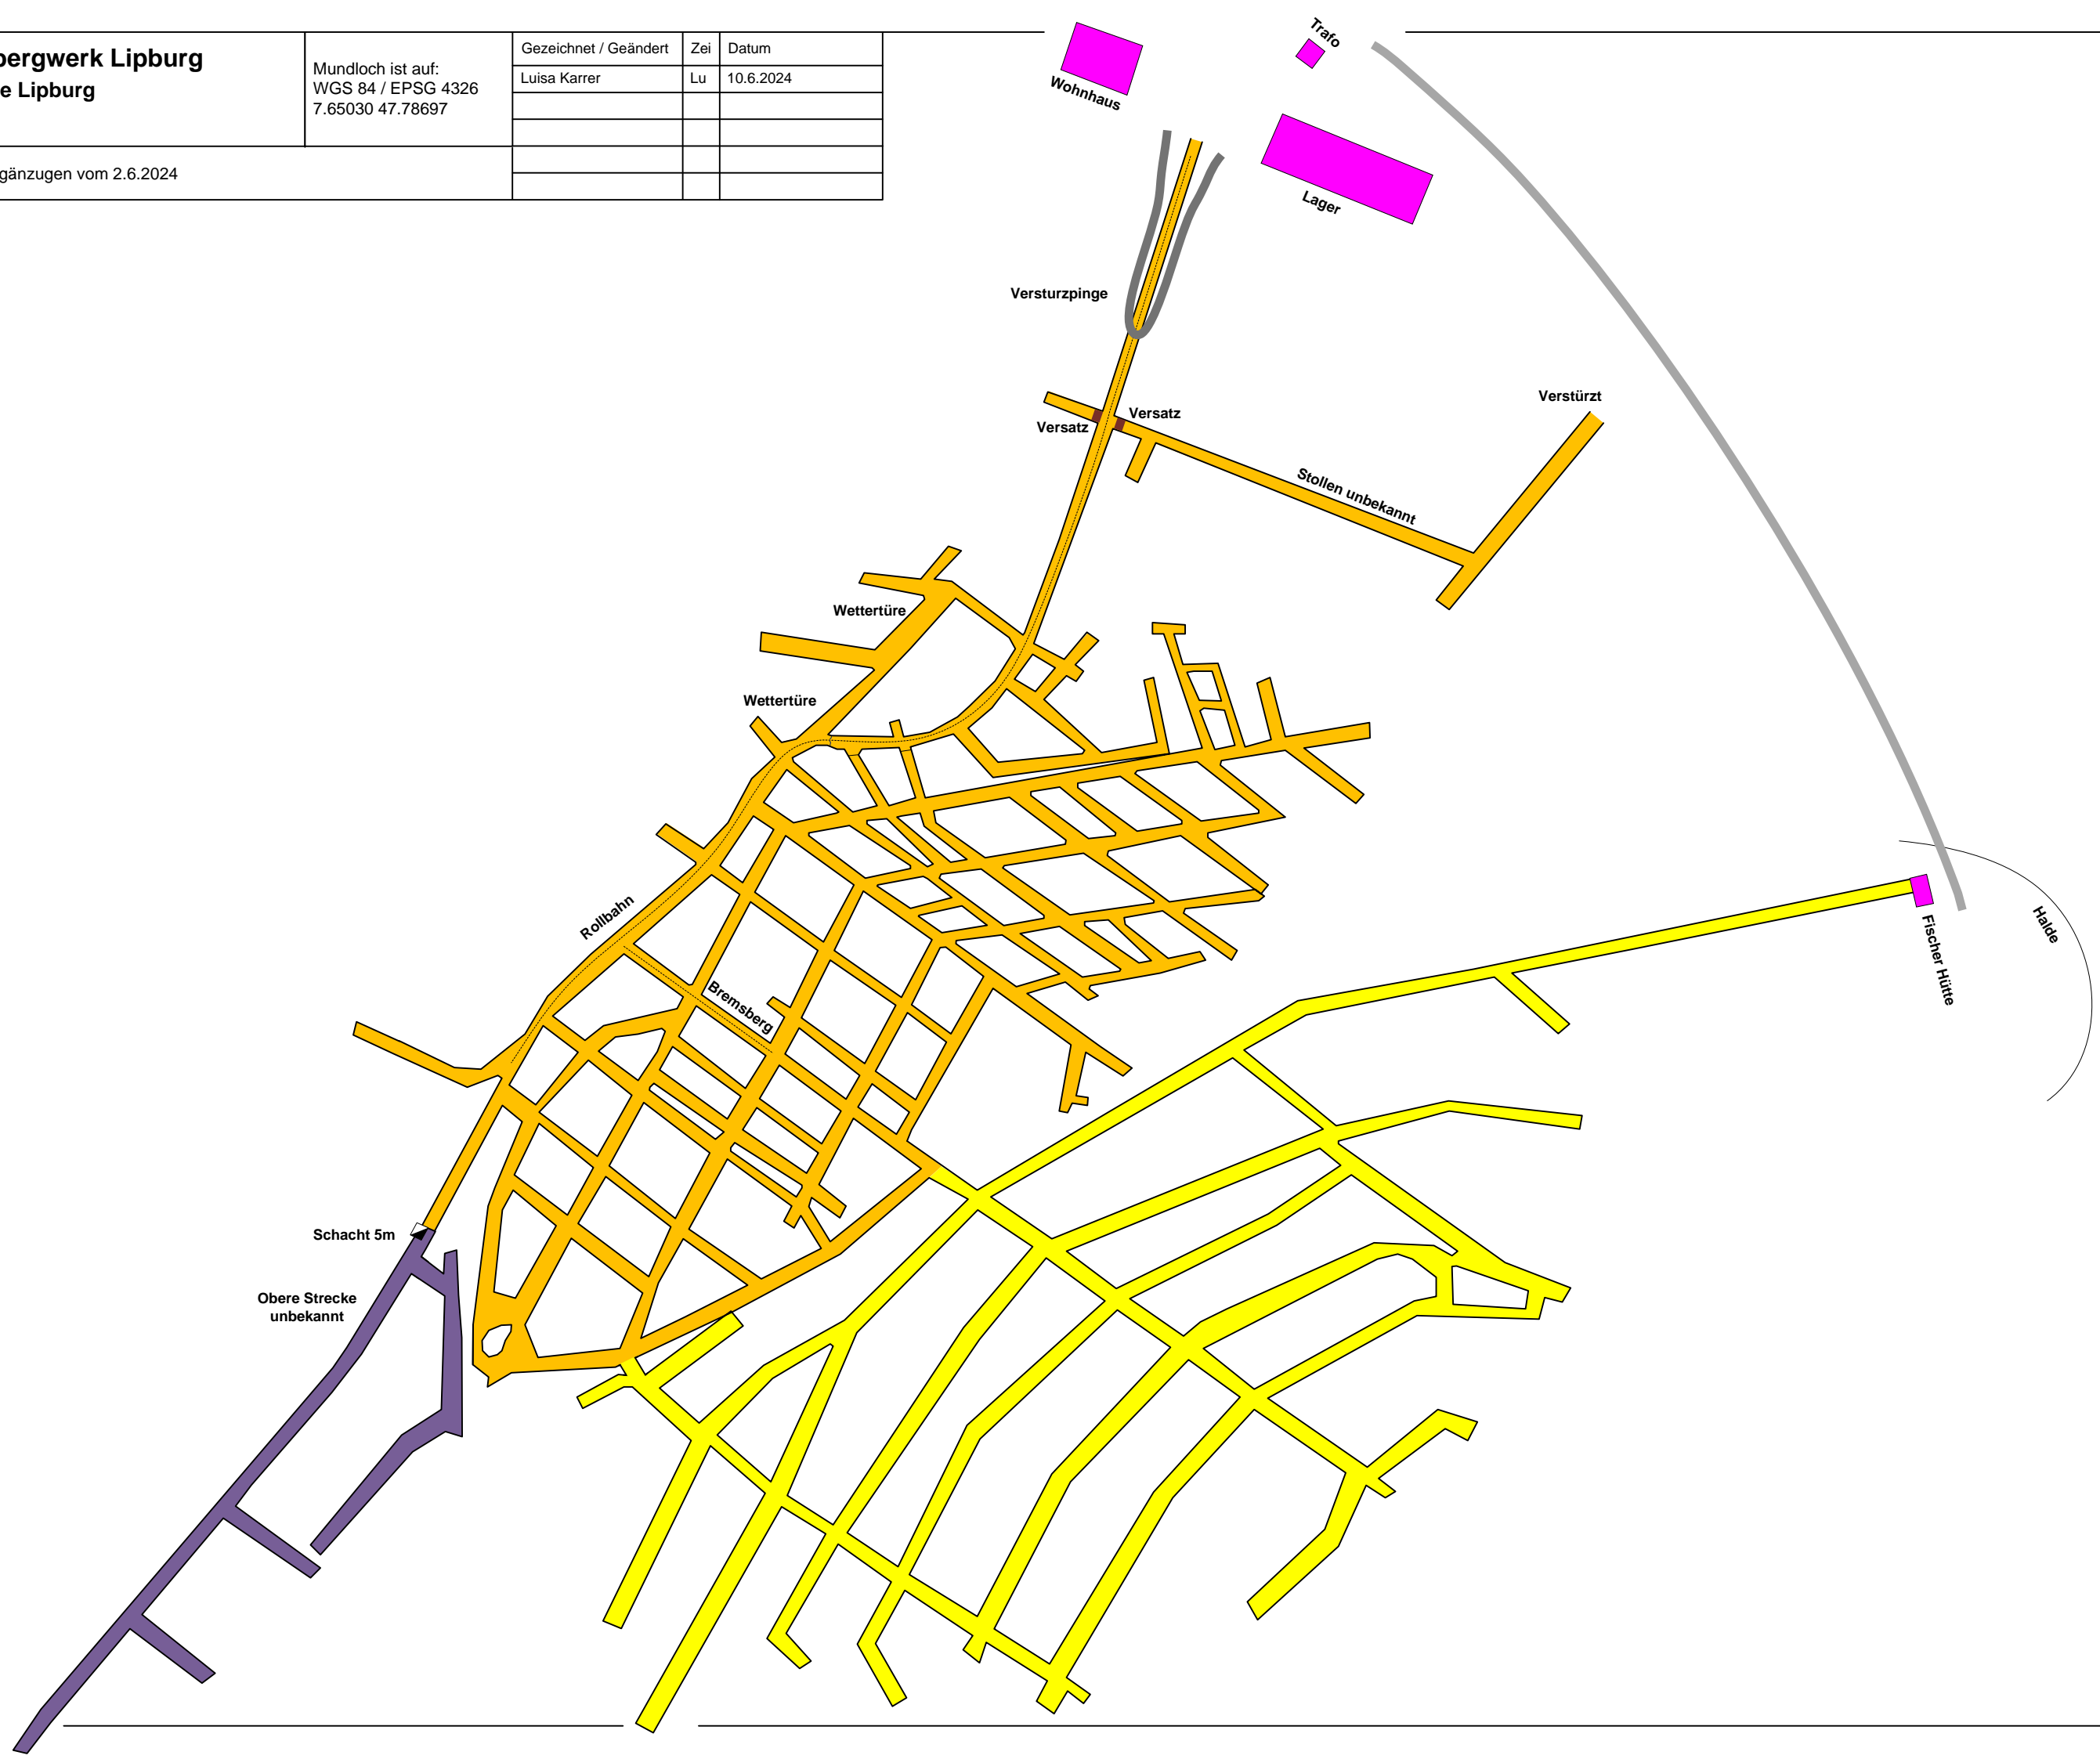 bergwerk Lipburg
e Lipburg
Mundloch ist auf:
WGS 84 / EPSG 4326
7.65030 47.78697
gänzugen vom 2.6.2024
Gezeichnet / Geändert Zei Datum
Luisa Karrer Lu 10.6.2024
Wohnhaus
Trafo
Lager
Versturzpinge
Versatz
Versatz
Verstürzt
Stollen unbekannt
Wettertüre
Wettertüre
Rollbahn
Bremsberg
Fischer Hütte
Halde
Schacht 5m
Obere Strecke
unbekannt